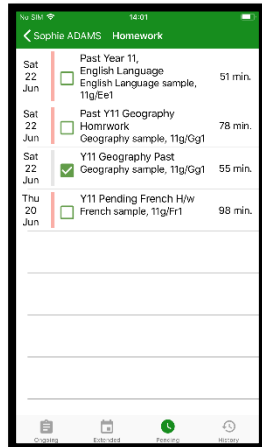 No SIM 14:01
Sophie ADAMS Homework
Sat
22
Jun
Past Year 11,
English Language
English Language sample,
11g/Ee1
51 min.
Sat
22
Jun
Past Y11 Geography
Homrwork
Geography sample, 11g/Gg1
78 min.
Sat
22
Jun
Y11 Geography Past
Geography sample, 11g/Gg1
55 min.
Thu
20
Jun
Y11 Pending French H/w
French sample, 11g/Fr1
98 min.
Ongoing Extended Pending History